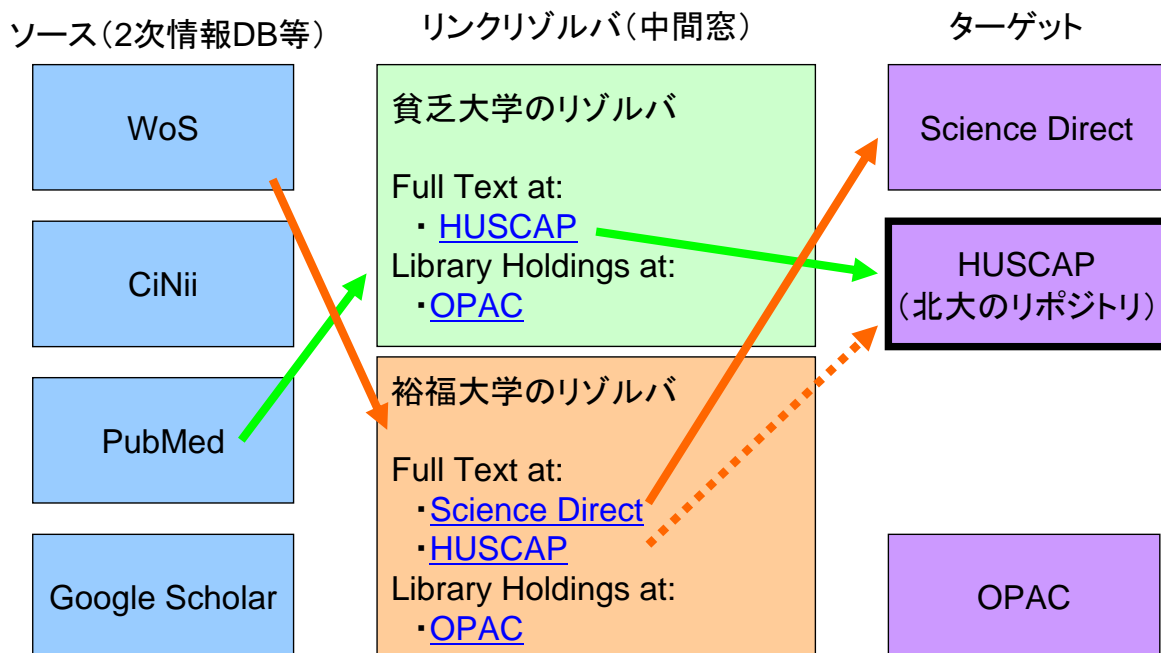 ソース（2次情報DB等）
リンクリゾルバ（中間窓）
ターゲット
WoS
CiNii
PubMed
Google Scholar
貧乏大学のリゾルバ
Full Text at:
・ HUSCAP
Library Holdings at:
・OPAC
裕福大学のリゾルバ
Full Text at:
・Science Direct
・HUSCAP
Library Holdings at:
・OPAC
Science Direct
HUSCAP
（北大のリポジトリ）
OPAC